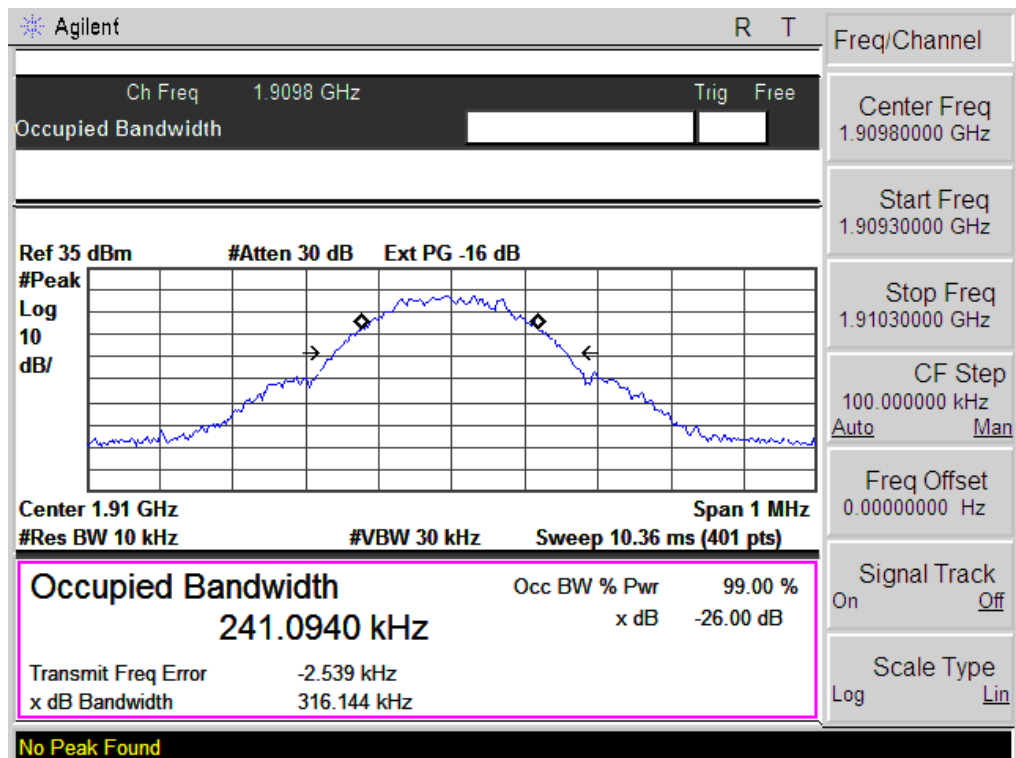 Agilent R T
Ch Freq 1.9098 GHz Trig Free
Occupied Bandwidth
Ref 35 dBm #Atten 30 dB Ext PG -16 dB
#Peak
Log
10
dB/
Center 1.91 GHz Span 1 MHz
#Res BW 10 kHz #VBW 30 kHz Sweep 10.36 ms (401 pts)
Occupied Bandwidth Occ BW % Pwr 99.00 %
241.0940 kHz x dB -26.00 dB
Transmit Freq Error -2.539 kHz
x dB Bandwidth 316.144 kHz
No Peak Found
Freq/Channel
Center Freq
1.90980000 GHz
Start Freq
1.90930000 GHz
Stop Freq
1.91030000 GHz
CF Step
100.000000 kHz
Auto Man
Freq Offset
0.00000000 Hz
Signal Track
On Off
Scale Type
Log Lin